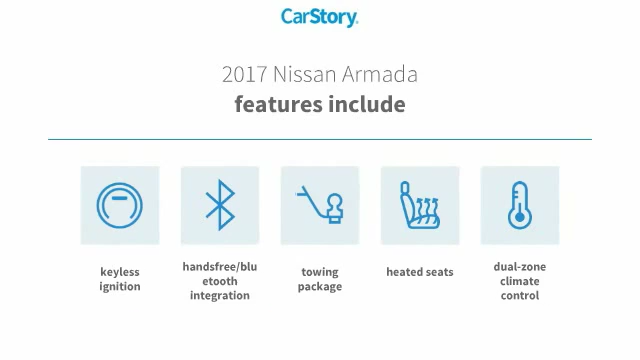 CarStory.
2017 Nissan Armada
features include
keyless
ignition
handsfree/blu
etooth
integration
towing
package
heated seats
dual-zone
climate
control